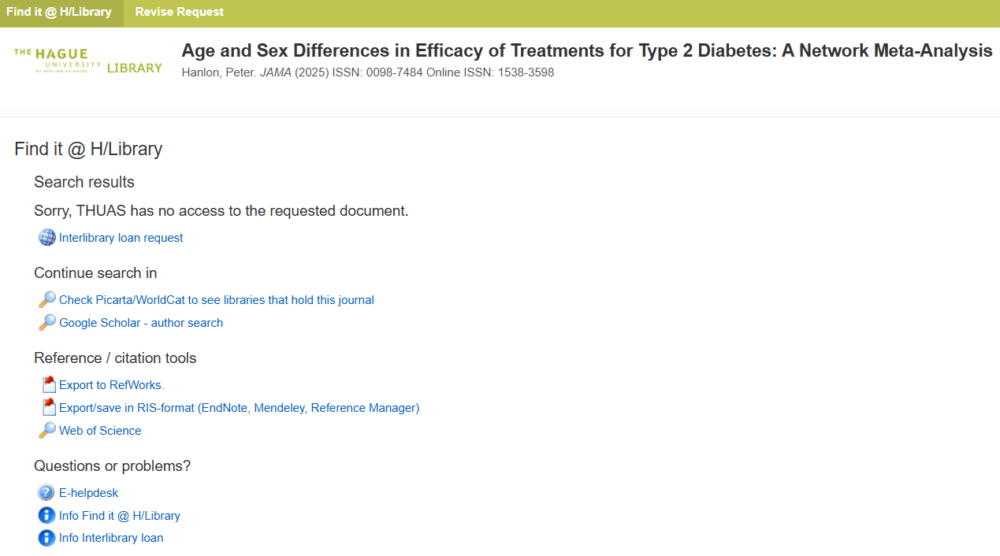 Find it @ H/Library Revise Request
THE HAGUE
UNIVERSITY
OF APPLIED SCIENCES
LIBRARY
Age and Sex Differences in Efficacy of Treatments for Type 2 Diabetes: A Network Meta-Analysis
Hanlon, Peter. JAMA (2025) ISSN: 0098-7484 Online ISSN: 1538-3598
Find it @ H/Library
Search results
Sorry, THUAS has no access to the requested document.
Interlibrary loan request
Continue search in
Check Picarta/WorldCat to see libraries that hold this journal
Google Scholar - author search
Reference / citation tools
Export to RefWorks.
Export/save in RIS-format (EndNote, Mendeley, Reference Manager)
Web of Science
Questions or problems?
E-helpdesk
Info Find it @ H/Library
Info Interlibrary loan